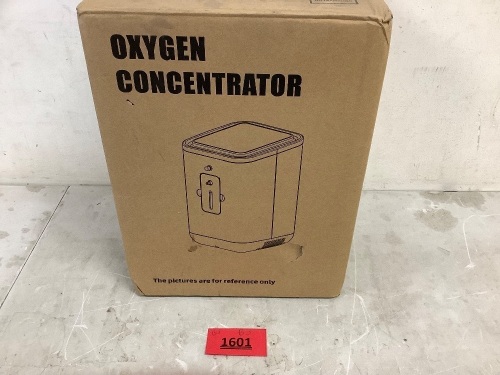 OXYGEN
CONCENTRATOR
The pictures are for reference only
1601